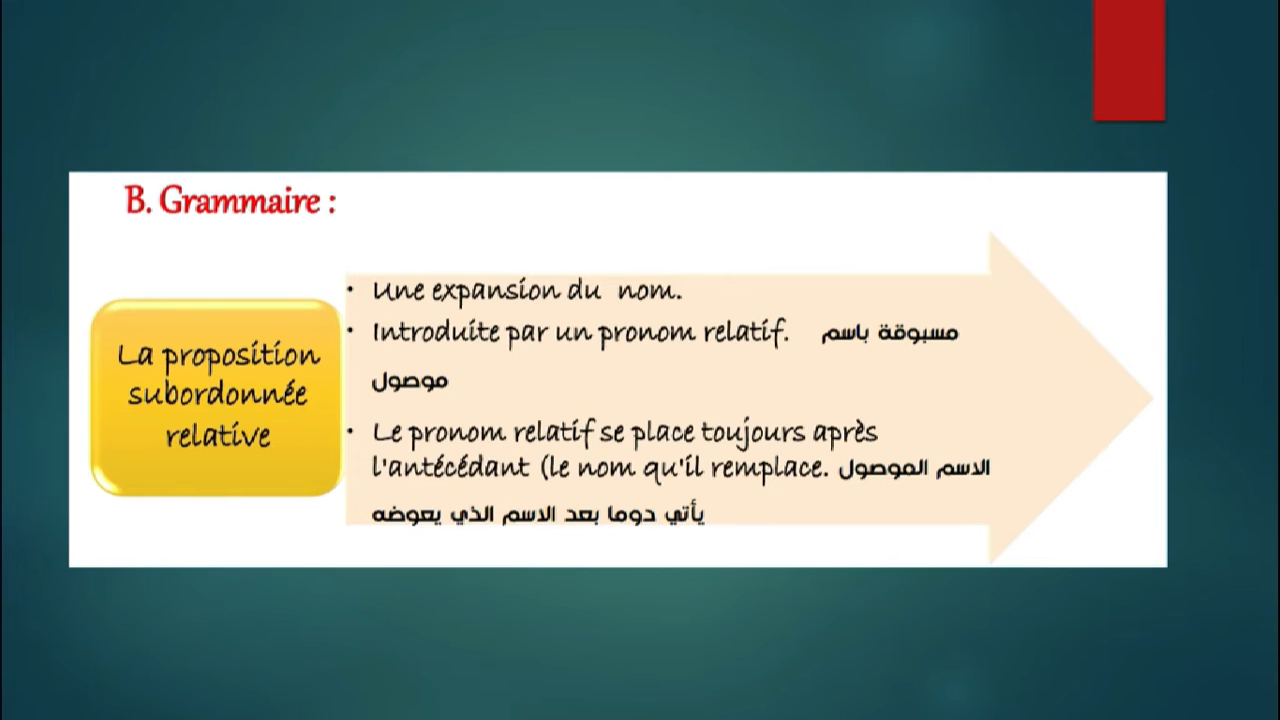 B. Grammaire :
La proposition
subordonnée
relative
• Une expansion du nom.
• Introduite par un pronom relatif. مسبوقة باسم
موصول
• Le pronom relatif se place toujours après
l'antécédant (le nom qu'il remplace. الاسم الموصول
يأتي دوما بعد الاسم الذي يعوضه